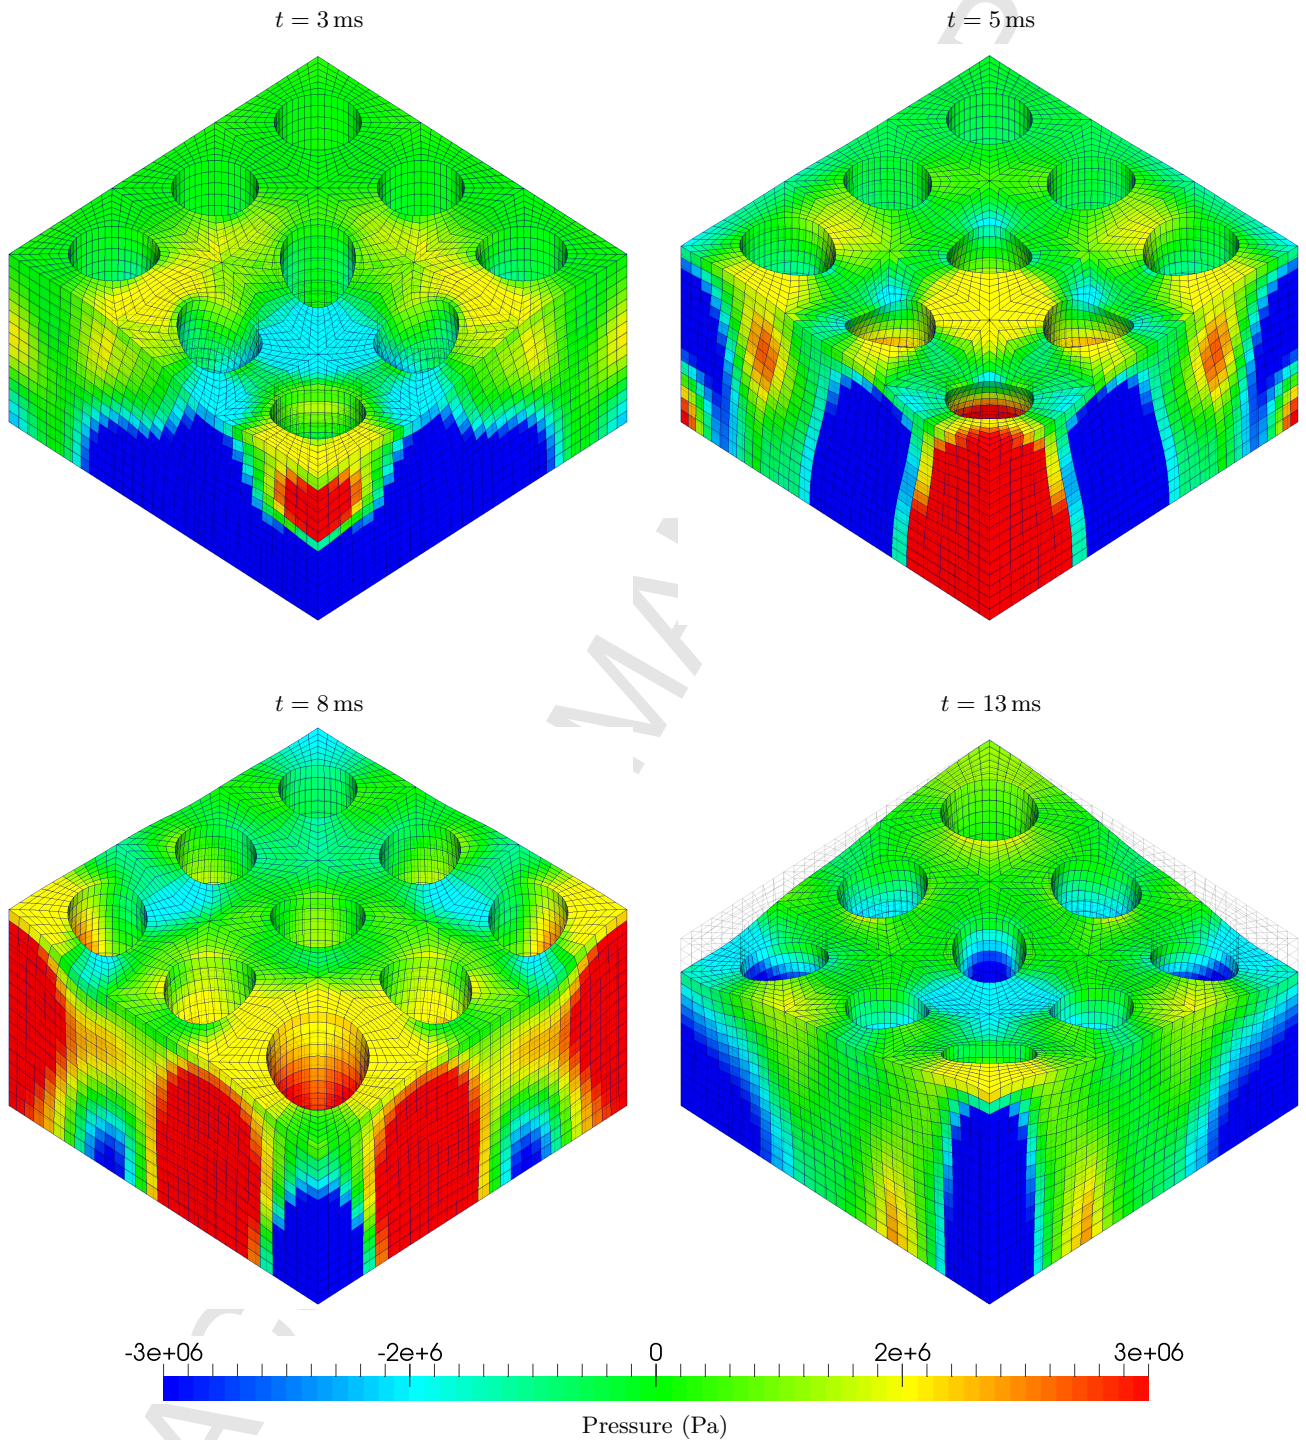 t = 3 ms
t = 5 ms
t = 8 ms
t = 13 ms
-3e+06 -2e+6 0 2e+6 3e+06
Pressure (Pa)